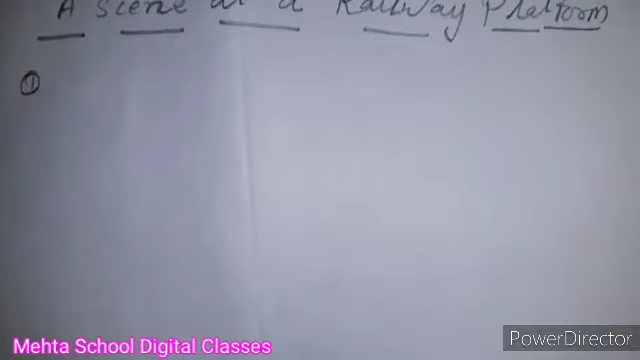 A Scene at a Railway Platform
①
Mehta School Digital Classes
PowerDirector